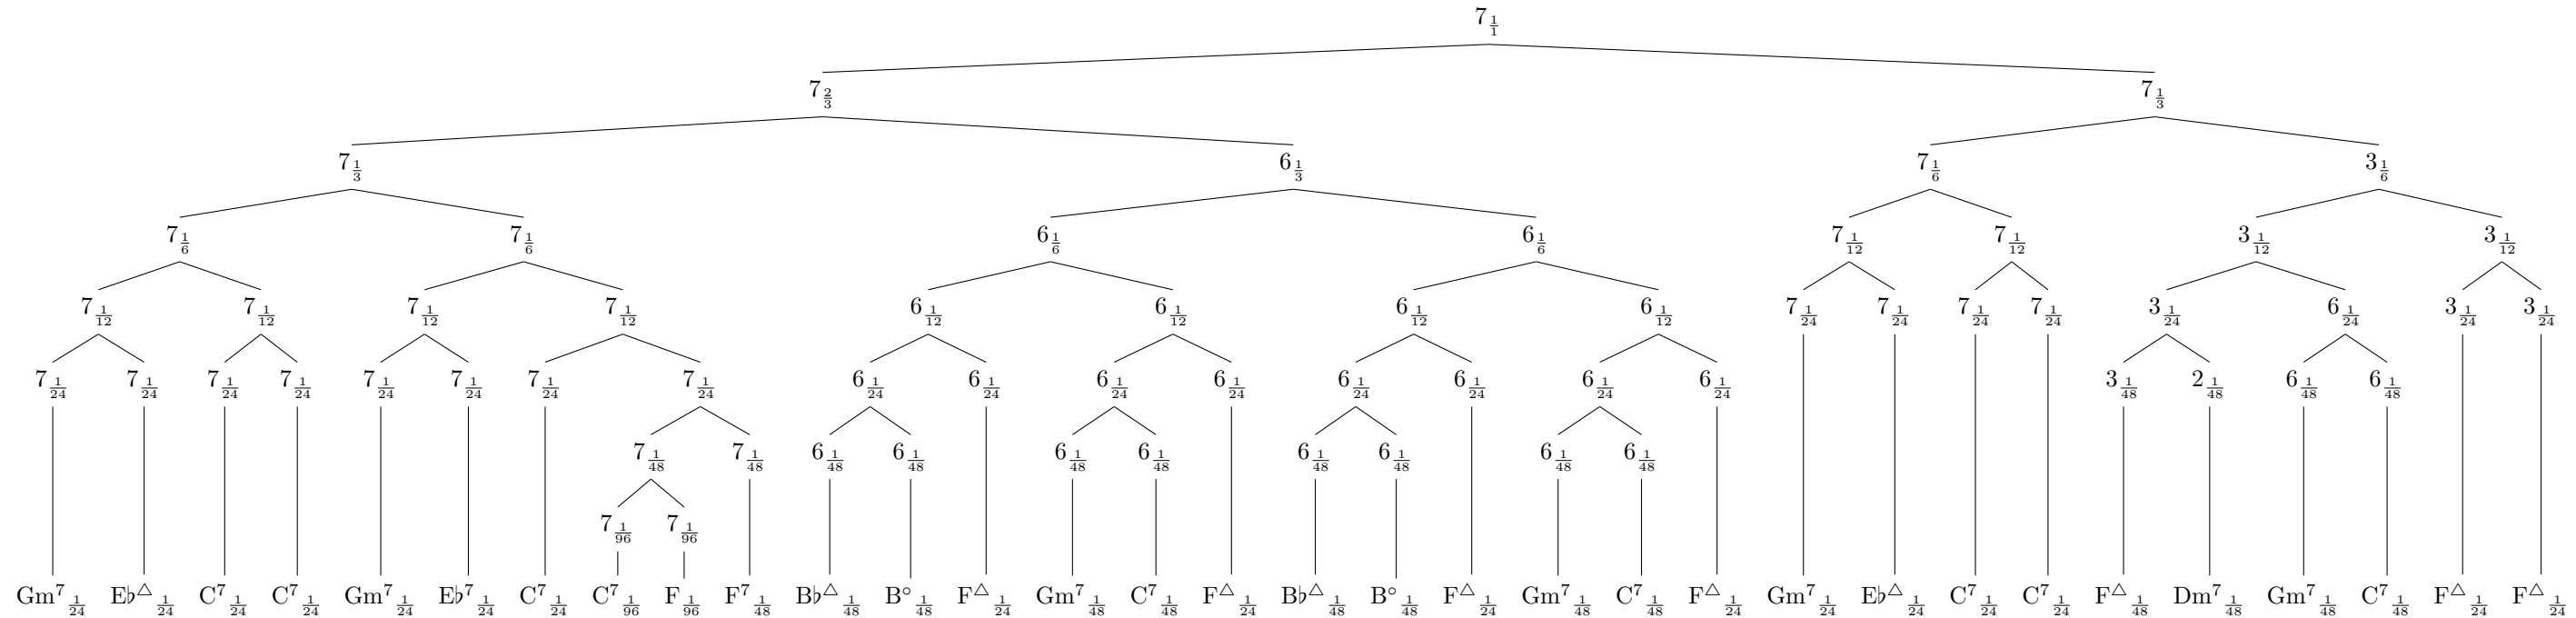 7 1/1
7 2/3 7 1/3
7 1/3 6 1/3 7 1/6 3 1/6
7 1/6 7 1/6 6 1/6 6 1/6 7 1/12 7 1/12 3 1/12 3 1/12
7 1/12 7 1/12 7 1/12 7 1/12 6 1/12 6 1/12 6 1/12 6 1/12 7 1/24 7 1/24 7 1/24 7 1/24 3 1/24 6 1/24 3 1/24 3 1/24
7 1/24 7 1/24 7 1/24 7 1/24 7 1/24 7 1/24 7 1/24 7 1/24 6 1/24 6 1/24 6 1/24 6 1/24 6 1/24 6 1/24 6 1/24 6 1/24 3 1/48 2 1/48 6 1/48 6 1/48
7 1/48 7 1/48 6 1/48 6 1/48 6 1/48 6 1/48 6 1/48 6 1/48 6 1/48 6 1/48
7 1/96 7 1/96
Gm⁷ 1/24 E♭△ 1/24 C⁷ 1/24 C⁷ 1/24 Gm⁷ 1/24 E♭⁷ 1/24 C⁷ 1/24 C⁷ 1/96 F 1/96 F⁷ 1/48 B♭△ 1/48 B° 1/48 F△ 1/24 Gm⁷ 1/48 C⁷ 1/48 F△ 1/24 B♭△ 1/48 B° 1/48 F△ 1/24 Gm⁷ 1/48 C⁷ 1/48 F△ 1/24 Gm⁷ 1/24 E♭△ 1/24 C⁷ 1/24 C⁷ 1/24 F△ 1/48 Dm⁷ 1/48 Gm⁷ 1/48 C⁷ 1/48 F△ 1/24 F△ 1/24